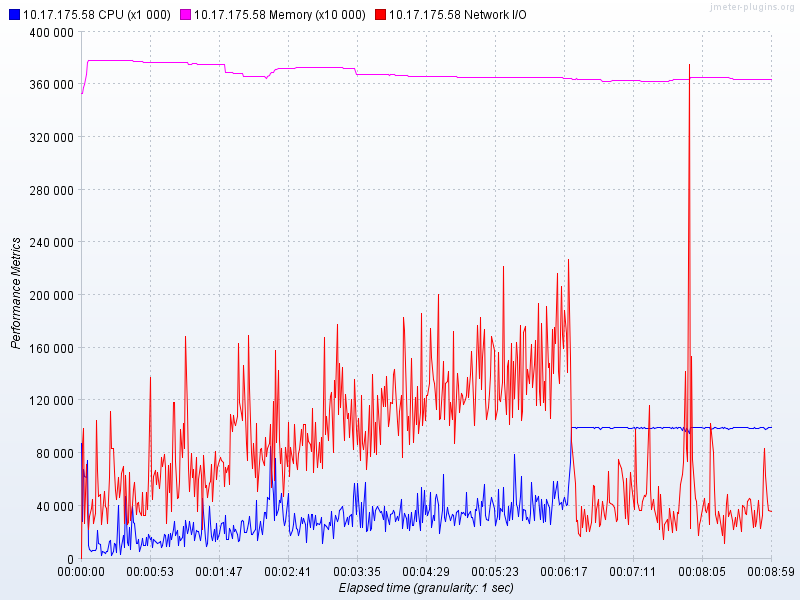 10.17.175.58 CPU (x1 000) 10.17.175.58 Memory (x10 000) 10.17.175.58 Network I/O
jmeter-plugins.org
400 000
360 000
320 000
280 000
240 000
200 000
160 000
120 000
80 000
40 000
0
Performance Metrics
00:00:00 00:00:53 00:01:47 00:02:41 00:03:35 00:04:29 00:05:23 00:06:17 00:07:11 00:08:05 00:08:59
Elapsed time (granularity: 1 sec)